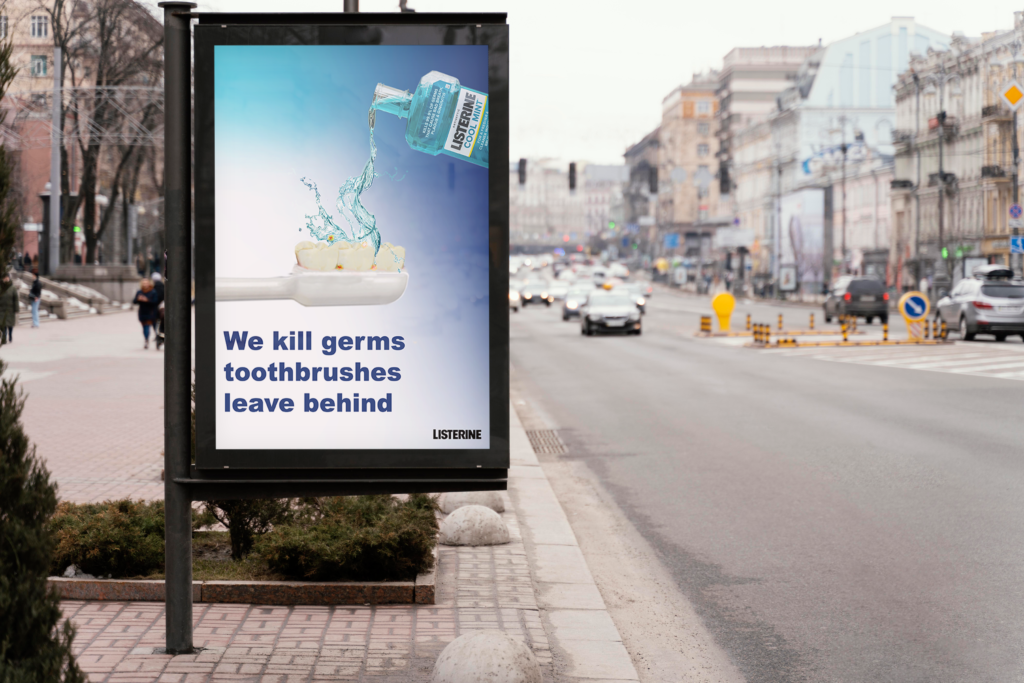 LISTERINE
COOL MINT
We kill germs
toothbrushes
leave behind
LISTERINE